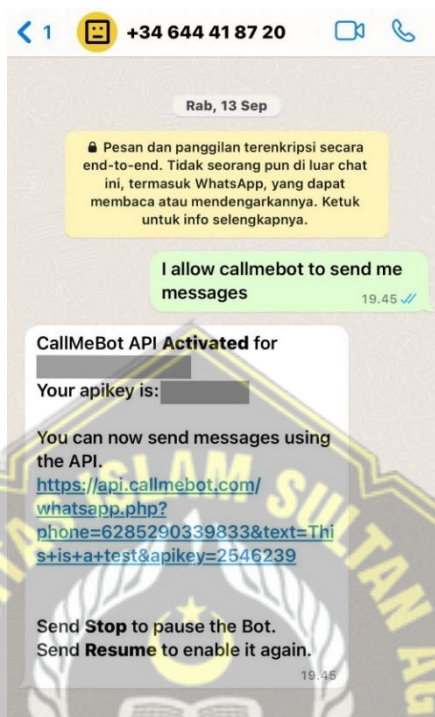 1
+34 644 41 87 20
Rab, 13 Sep
Pesan dan panggilan terenkripsi secara
end-to-end. Tidak seorang pun di luar chat
ini, termasuk WhatsApp, yang dapat
membaca atau mendengarkannya. Ketuk
untuk info selengkapnya.
I allow callmebot to send me
messages
19.45
CallMeBot API Activated for
Your apikey is:
You can now send messages using
the API.
https://api.callmebot.com/
whatsapp.php?
phone=6285290339833&text=Thi
s+is+a+test&apikey=2546239
Send Stop to pause the Bot.
Send Resume to enable it again.
19.45